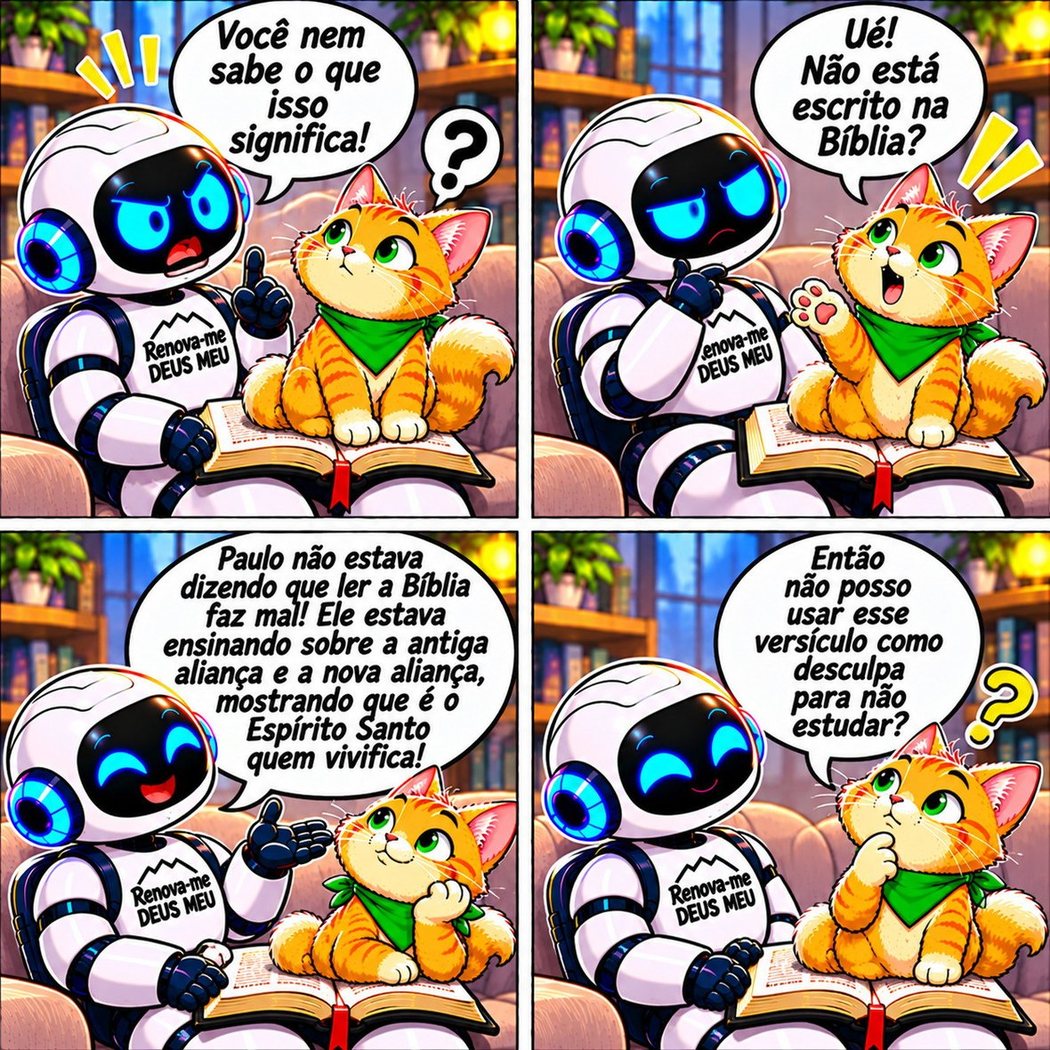 Você nem
sabe o que
isso
significa!
?
Renova-me
DEUS MEU
Ué!
Não está
escrito na
Bíblia?
Renova-me
DEUS MEU
Paulo não estava
dizendo que ler a Bíblia
faz mal! Ele estava
ensinando sobre a antiga
aliança e a nova aliança,
mostrando que é o
Espírito Santo
quem vivifica!
Renova-me
DEUS MEU
Então
não posso
usar esse
versículo como
desculpa
para não
estudar?
?
Renova-me
DEUS MEU